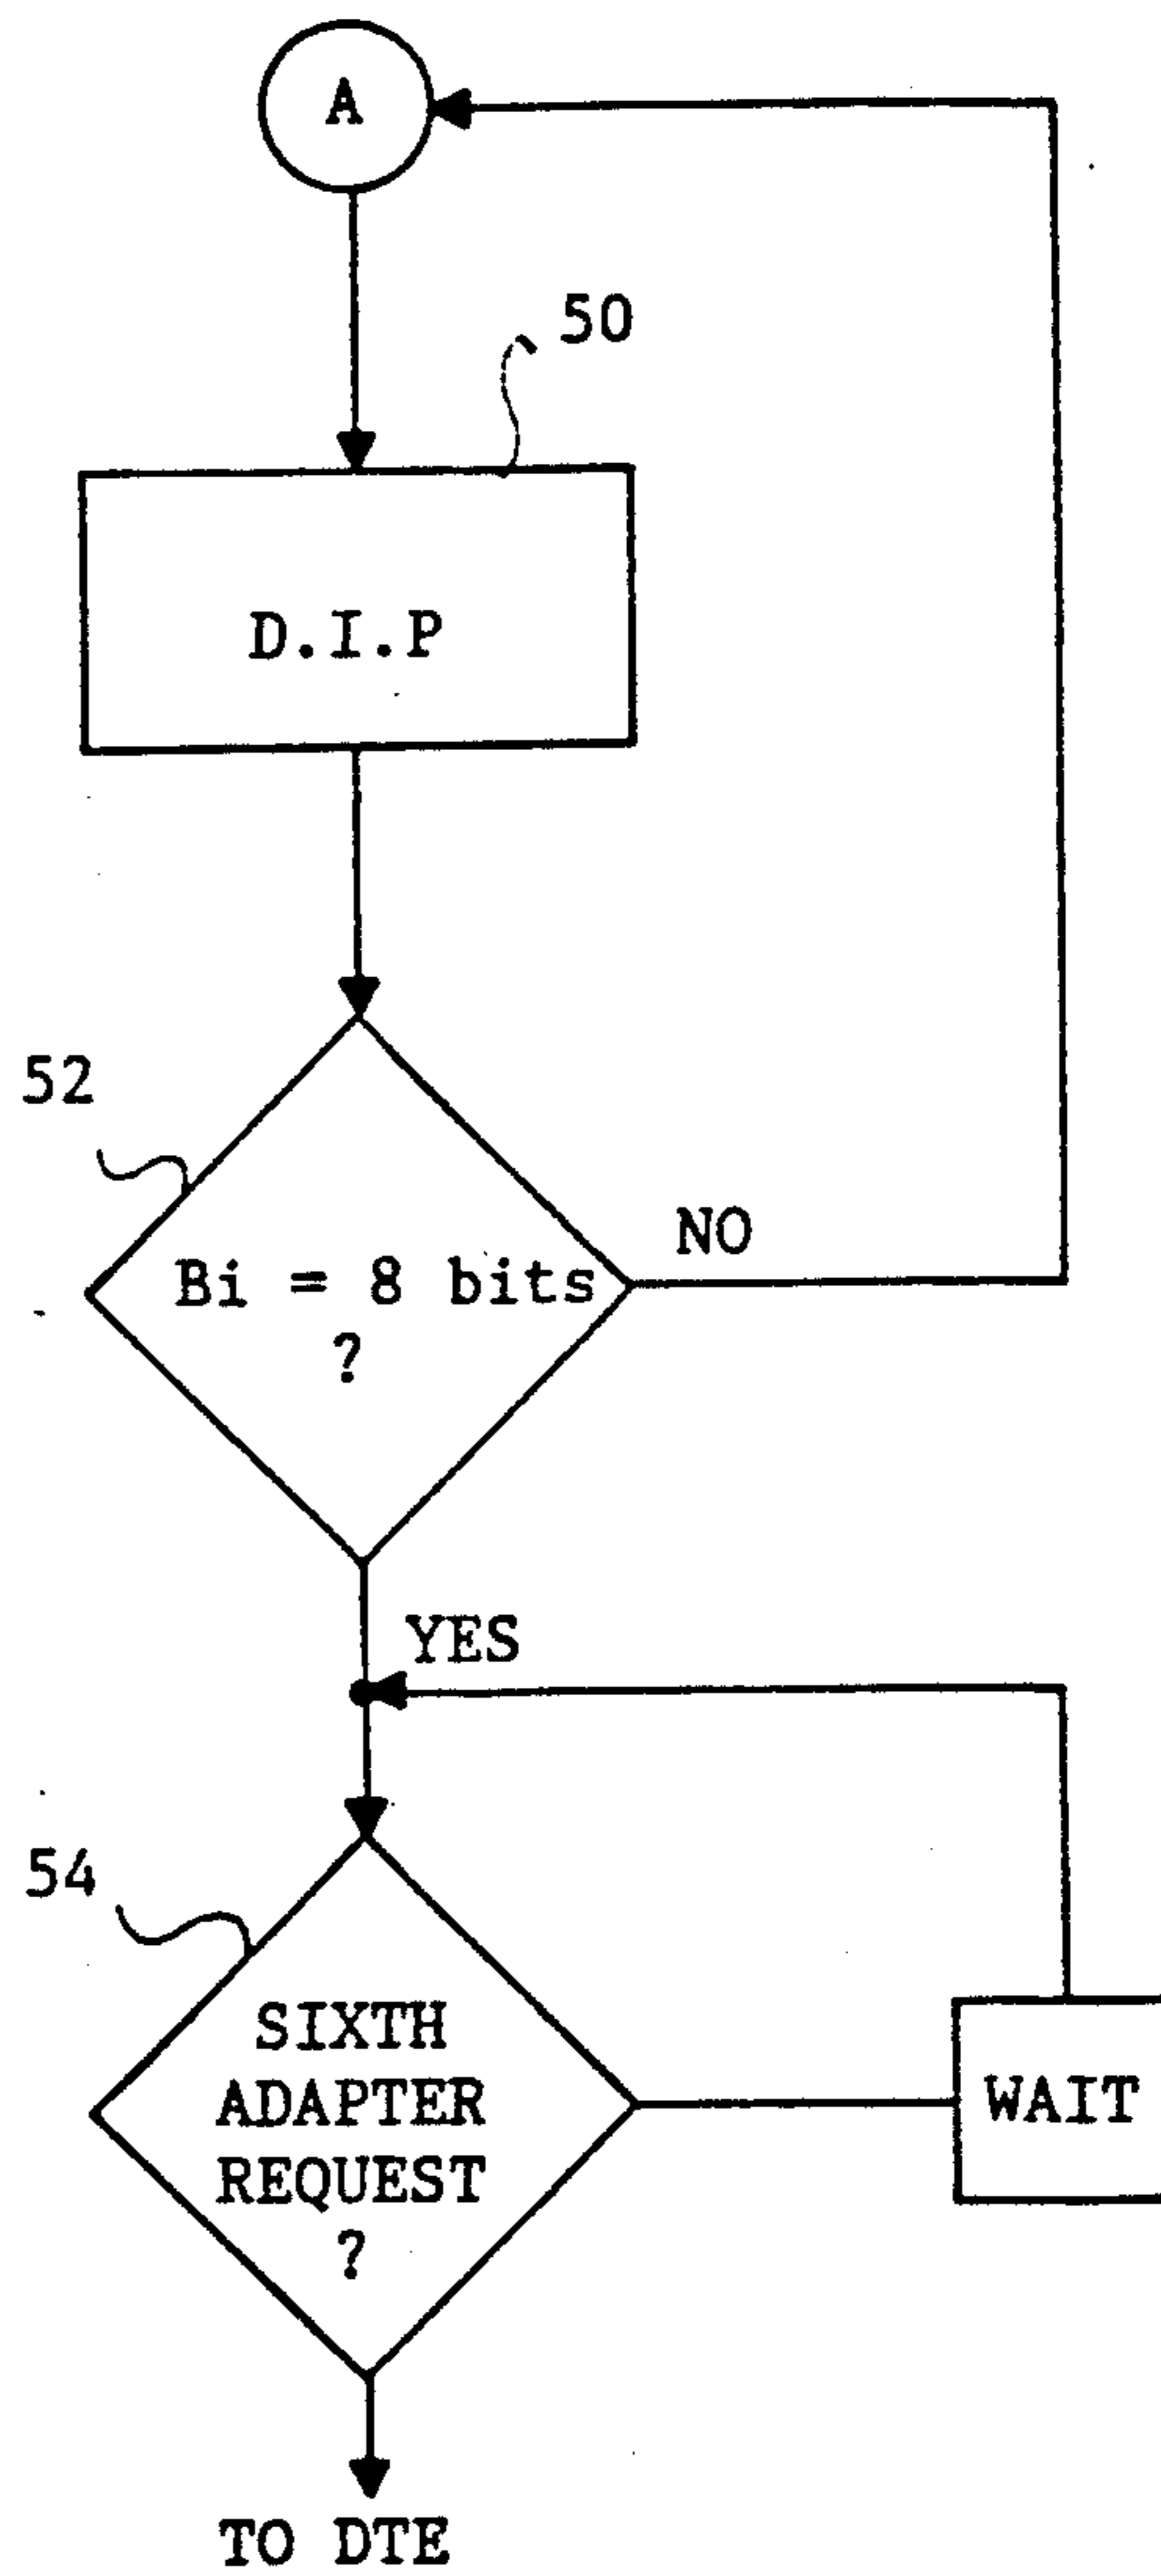 A
50
D.I.P
52
Bi = 8 bits
?
NO
YES
54
SIXTH
ADAPTER
REQUEST
?
WAIT
TO DTE